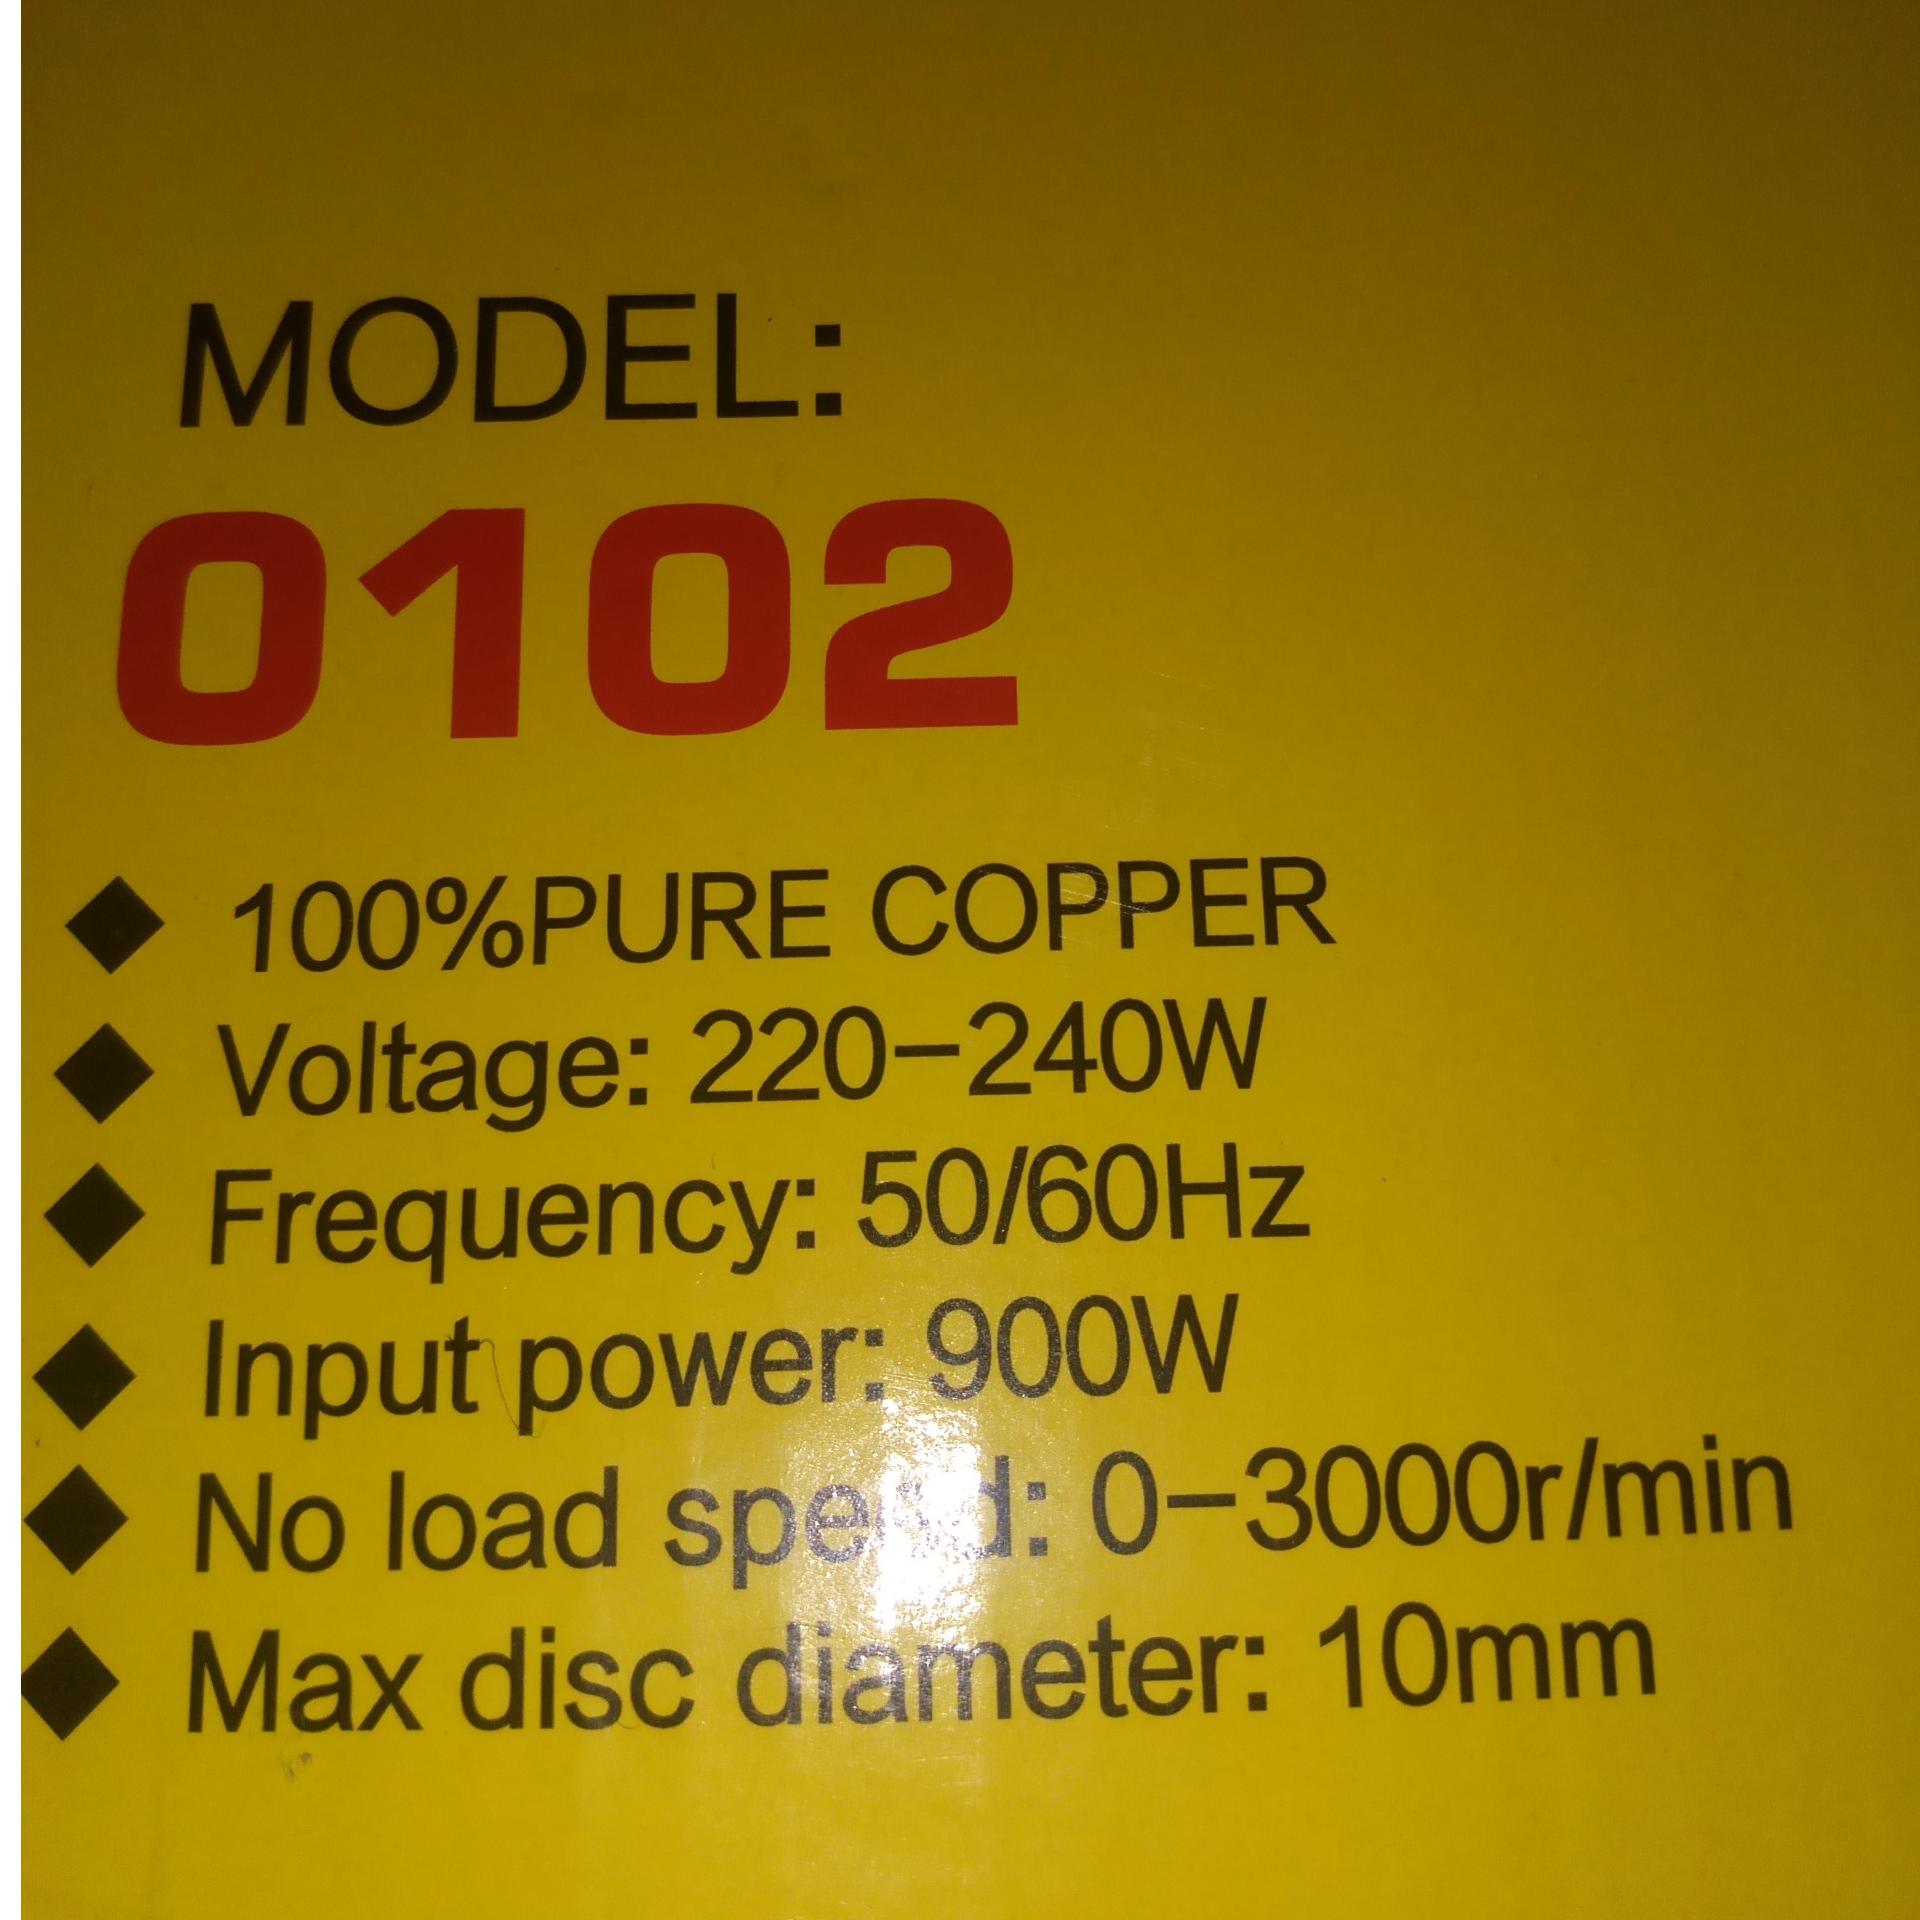 MODEL:
0102
◆ 100%PURE COPPER
◆ Voltage: 220-240W
◆ Frequency: 50/60Hz
◆ Input power: 900W
◆ No load : 0-3000r/min
◆ Max disc diameter: 10mm